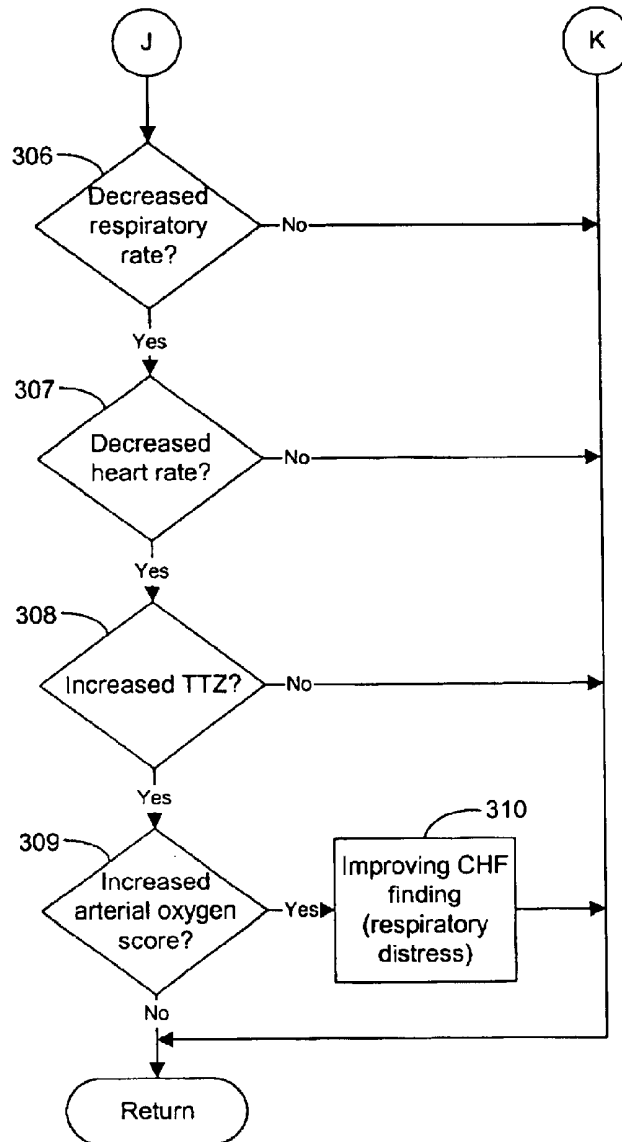 J
K
306
Decreased
respiratory
rate?
No
Yes
307
Decreased
heart rate?
No
Yes
308
Increased TTZ?
No
Yes
309
Increased
arterial oxygen
score?
Yes
310
Improving CHF
finding
(respiratory
distress)
No
Return